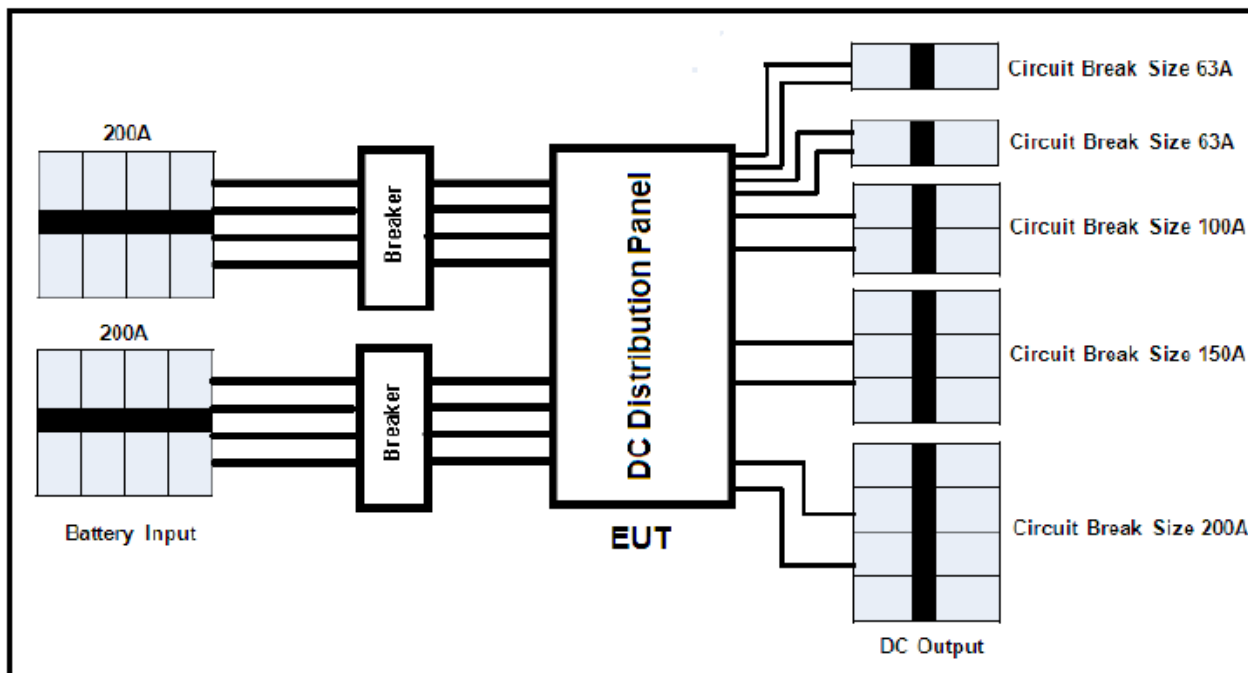 200A
Breaker
200A
Breaker
Battery Input
DC Distribution Panel
EUT
Circuit Break Size 63A
Circuit Break Size 63A
Circuit Break Size 100A
Circuit Break Size 150A
Circuit Break Size 200A
DC Output